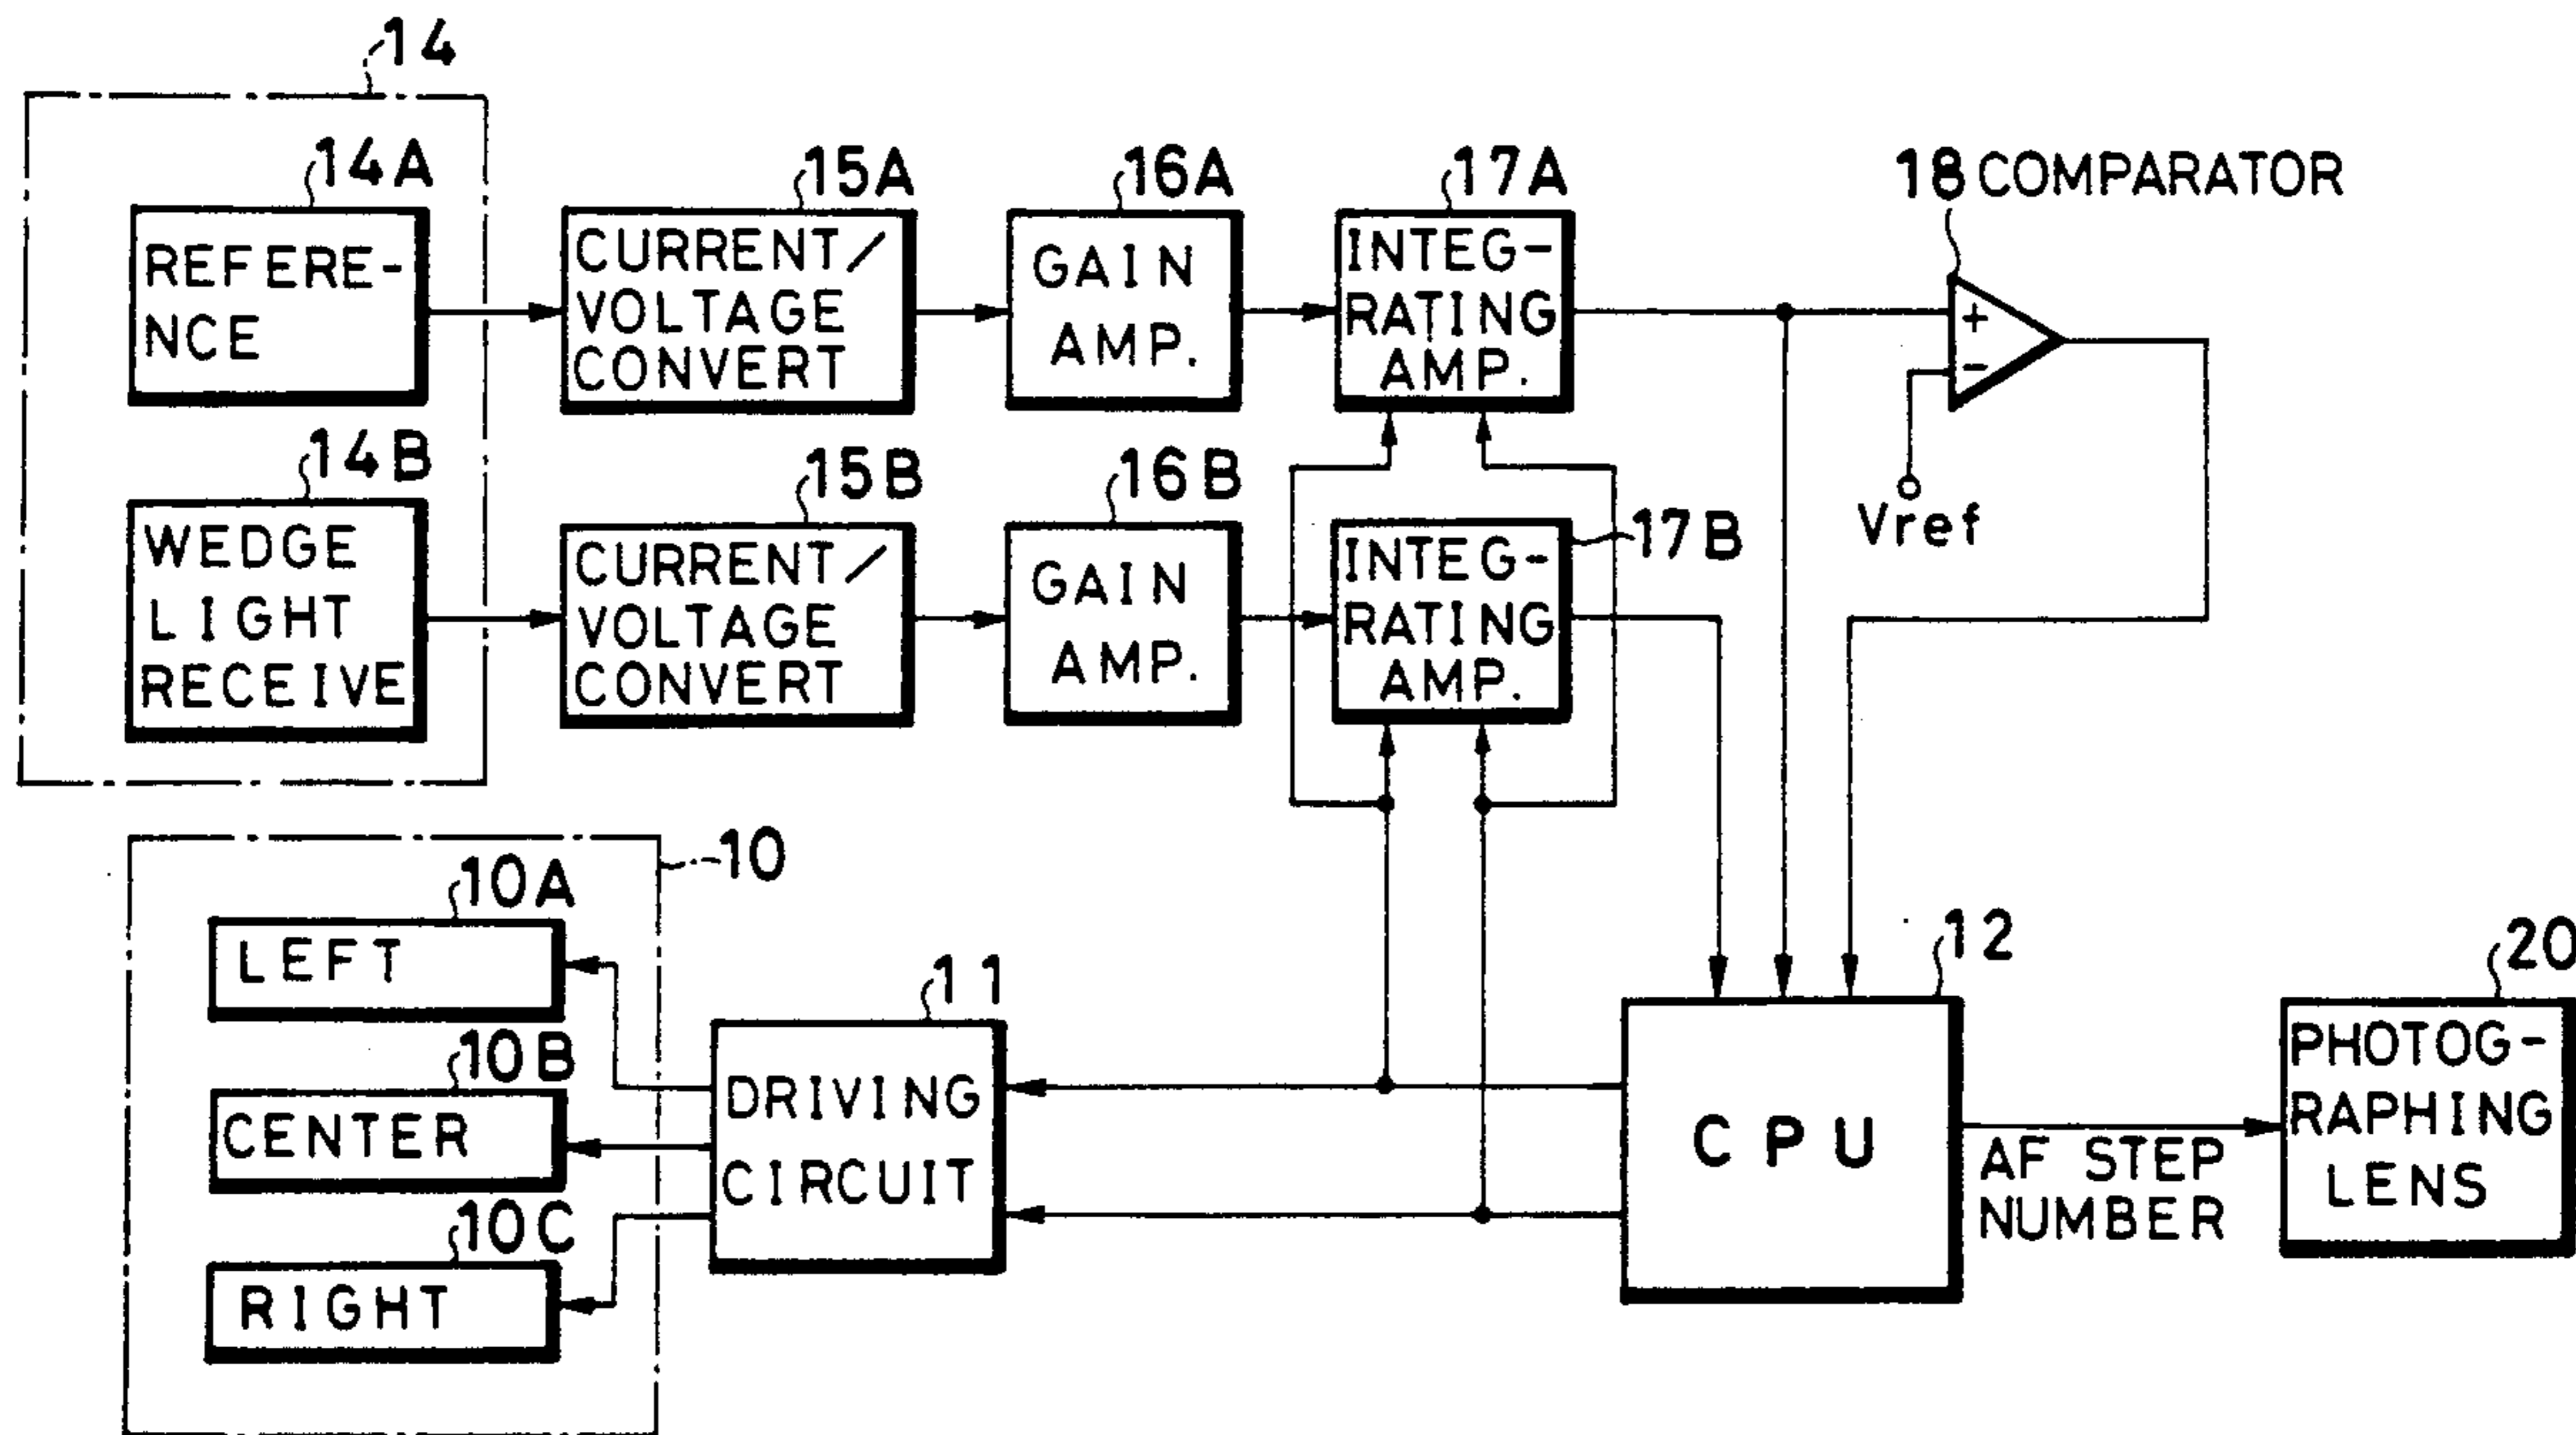 14
14A
REFERE-
NCE
14B
WEDGE
LIGHT
RECEIVE
15A
CURRENT/
VOLTAGE
CONVERT
15B
CURRENT/
VOLTAGE
CONVERT
16A
GAIN
AMP.
16B
GAIN
AMP.
17A
INTEG-
RATING
AMP.
17B
INTEG-
RATING
AMP.
18 COMPARATOR
+
-
Vref
10
10A
LEFT
10B
CENTER
10C
RIGHT
11
DRIVING
CIRCUIT
12
CPU
AF STEP
NUMBER
20
PHOTOG-
RAPHING
LENS